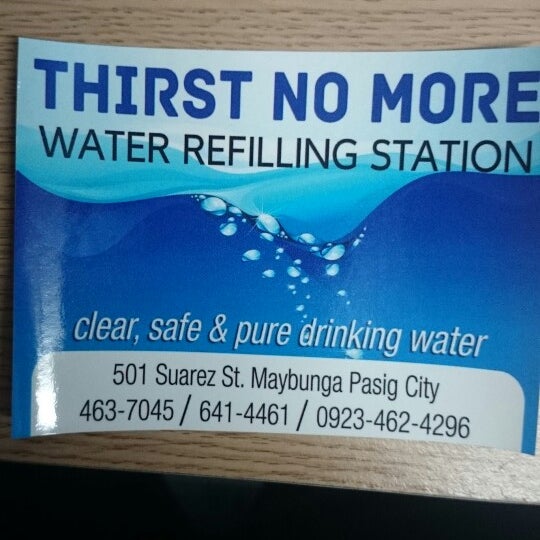 THIRST NO MORE
WATER REFILLING STATION
clear, safe & pure drinking water
501 Suarez St. Maybunga Pasig City
463-7045 / 641-4461 / 0923-462-4296